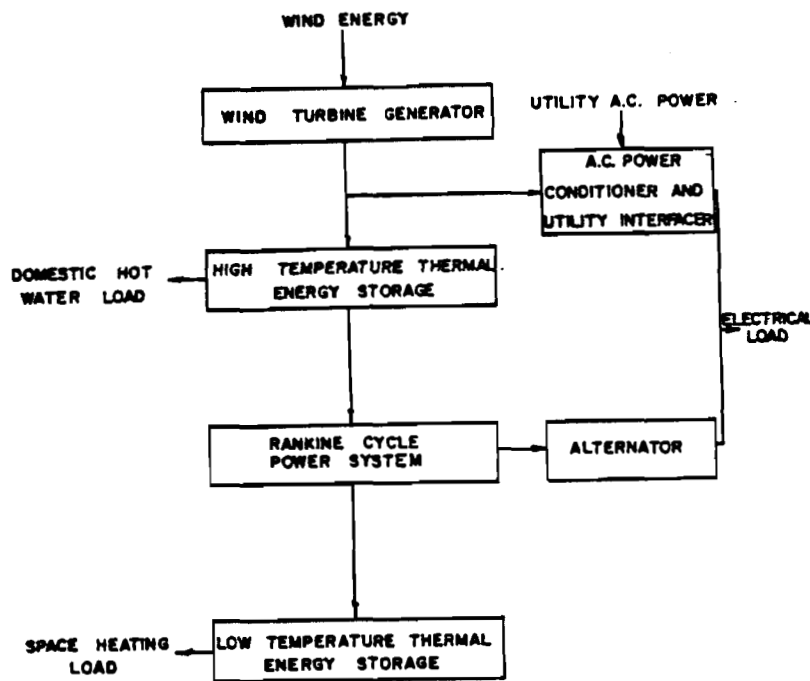 WIND ENERGY
WIND TURBINE GENERATOR
UTILITY A.C. POWER
A.C. POWER
CONDITIONER AND
UTILITY INTERFACER
HIGH TEMPERATURE THERMAL
ENERGY STORAGE
DOMESTIC HOT
WATER LOAD
ELECTRICAL
LOAD
RANKINE CYCLE
POWER SYSTEM
ALTERNATOR
LOW TEMPERATURE THERMAL
ENERGY STORAGE
SPACE HEATING
LOAD